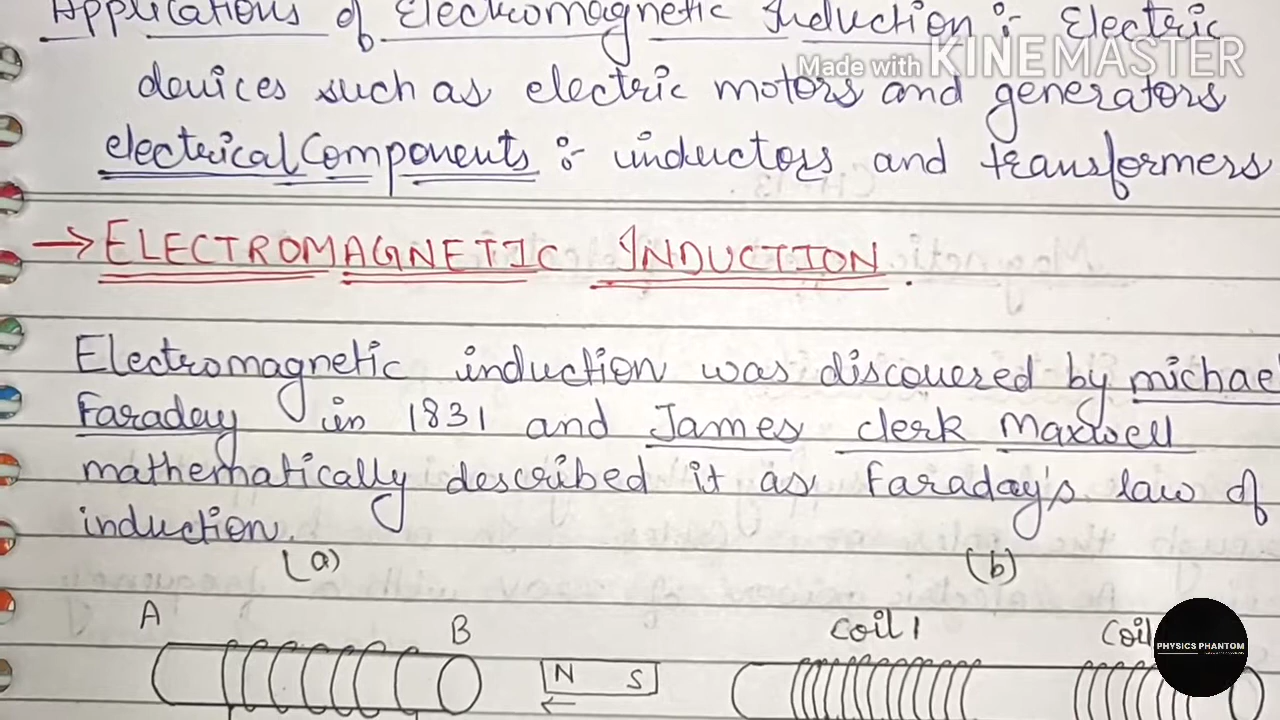 Applications of Electromagnetic Induction :- Electric
Made with KINEMASTER
devices such as electric motors and generators
electrical Components :- inductors and transformers
→ ELECTROMAGNETIC INDUCTION.
Electromagnetic induction was discovered by michae
Faraday in 1831 and James clerk Maxwell
mathematically described it as Faraday's law of
induction.
(a) (b)
A B Coil 1 Coil
N S
PHYSICS PHANTOM